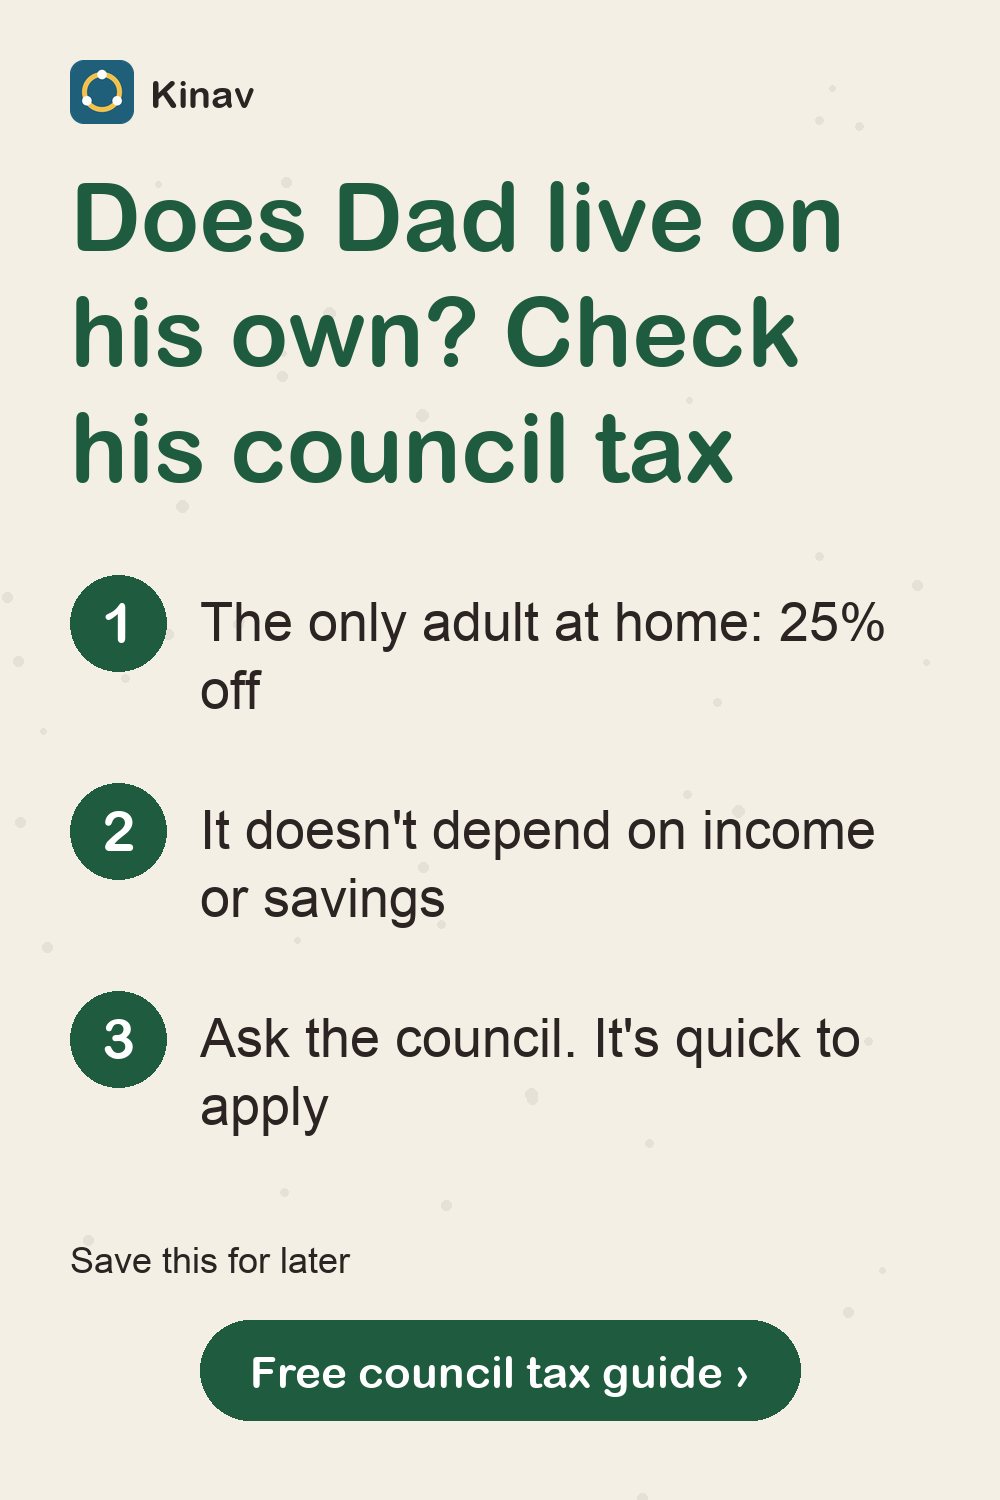 Kinav
Does Dad live on
his own? Check
his council tax
1
The only adult at home: 25%
off
2
It doesn't depend on income
or savings
3
Ask the council. It's quick to
apply
Save this for later
Free council tax guide ›